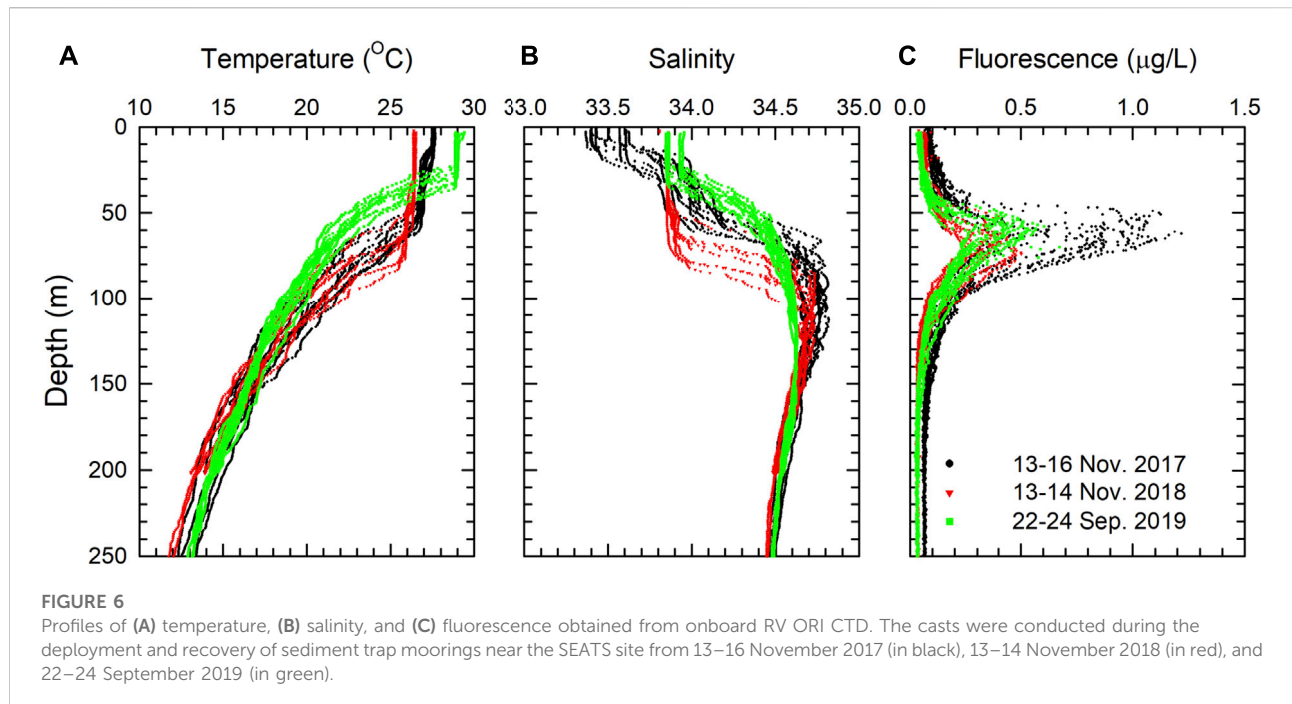 A Temperature (°C) B Salinity C Fluorescence (µg/L)
10 15 20 25 30 33.0 33.5 34.0 34.5 35.0 0.0 0.5 1.0 1.5
0
50
100
150
200
250
Depth (m)
13-16 Nov. 2017
13-14 Nov. 2018
22-24 Sep. 2019
FIGURE 6
Profiles of (A) temperature, (B) salinity, and (C) fluorescence obtained from onboard RV ORI CTD. The casts were conducted during the
deployment and recovery of sediment trap moorings near the SEATS site from 13–16 November 2017 (in black), 13–14 November 2018 (in red), and
22–24 September 2019 (in green).